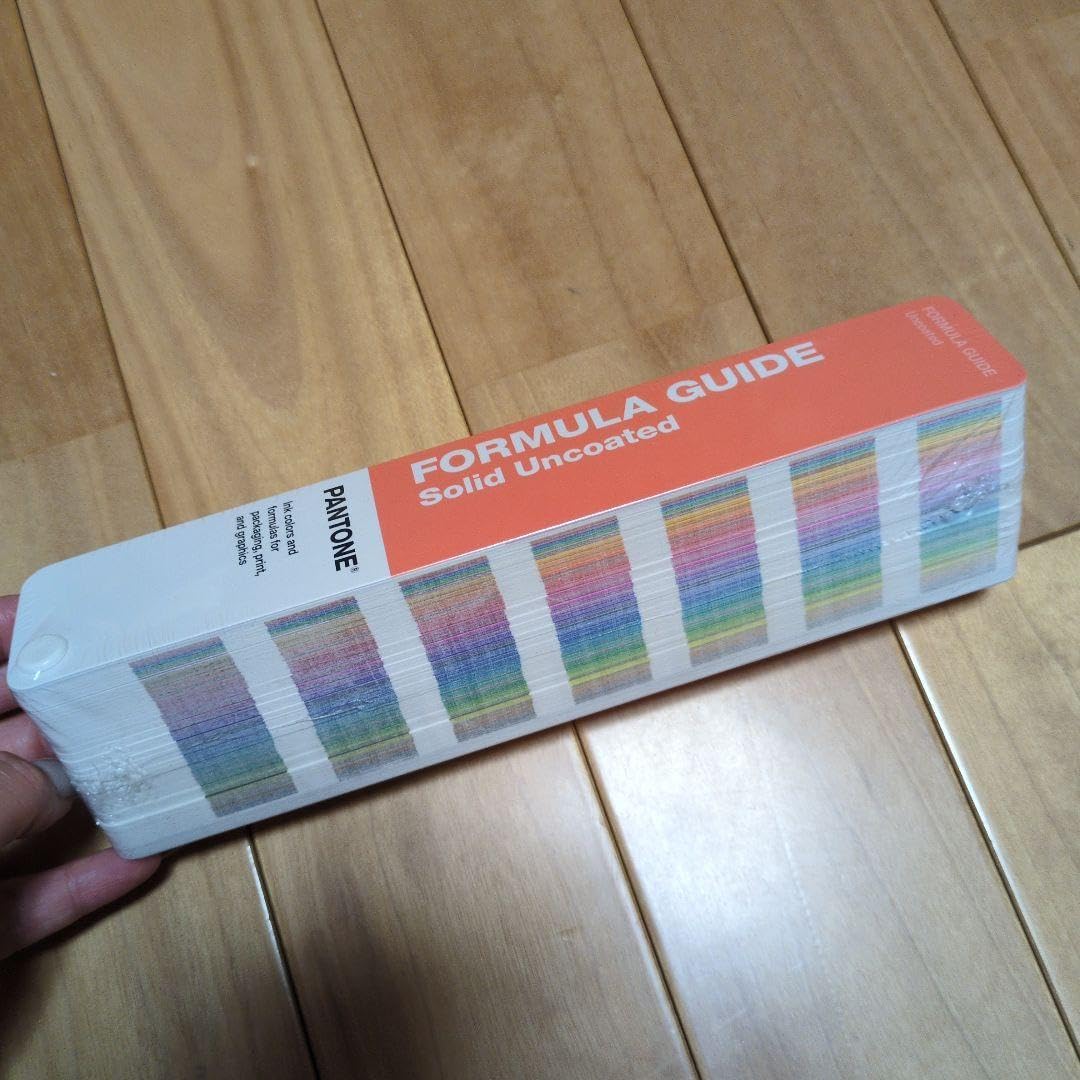 FORMULA GUIDE
Solid Uncoated
PANTONE®
Ink colors and
formulas for
packaging, print,
and graphics
FORMULA GUIDE
Uncoated